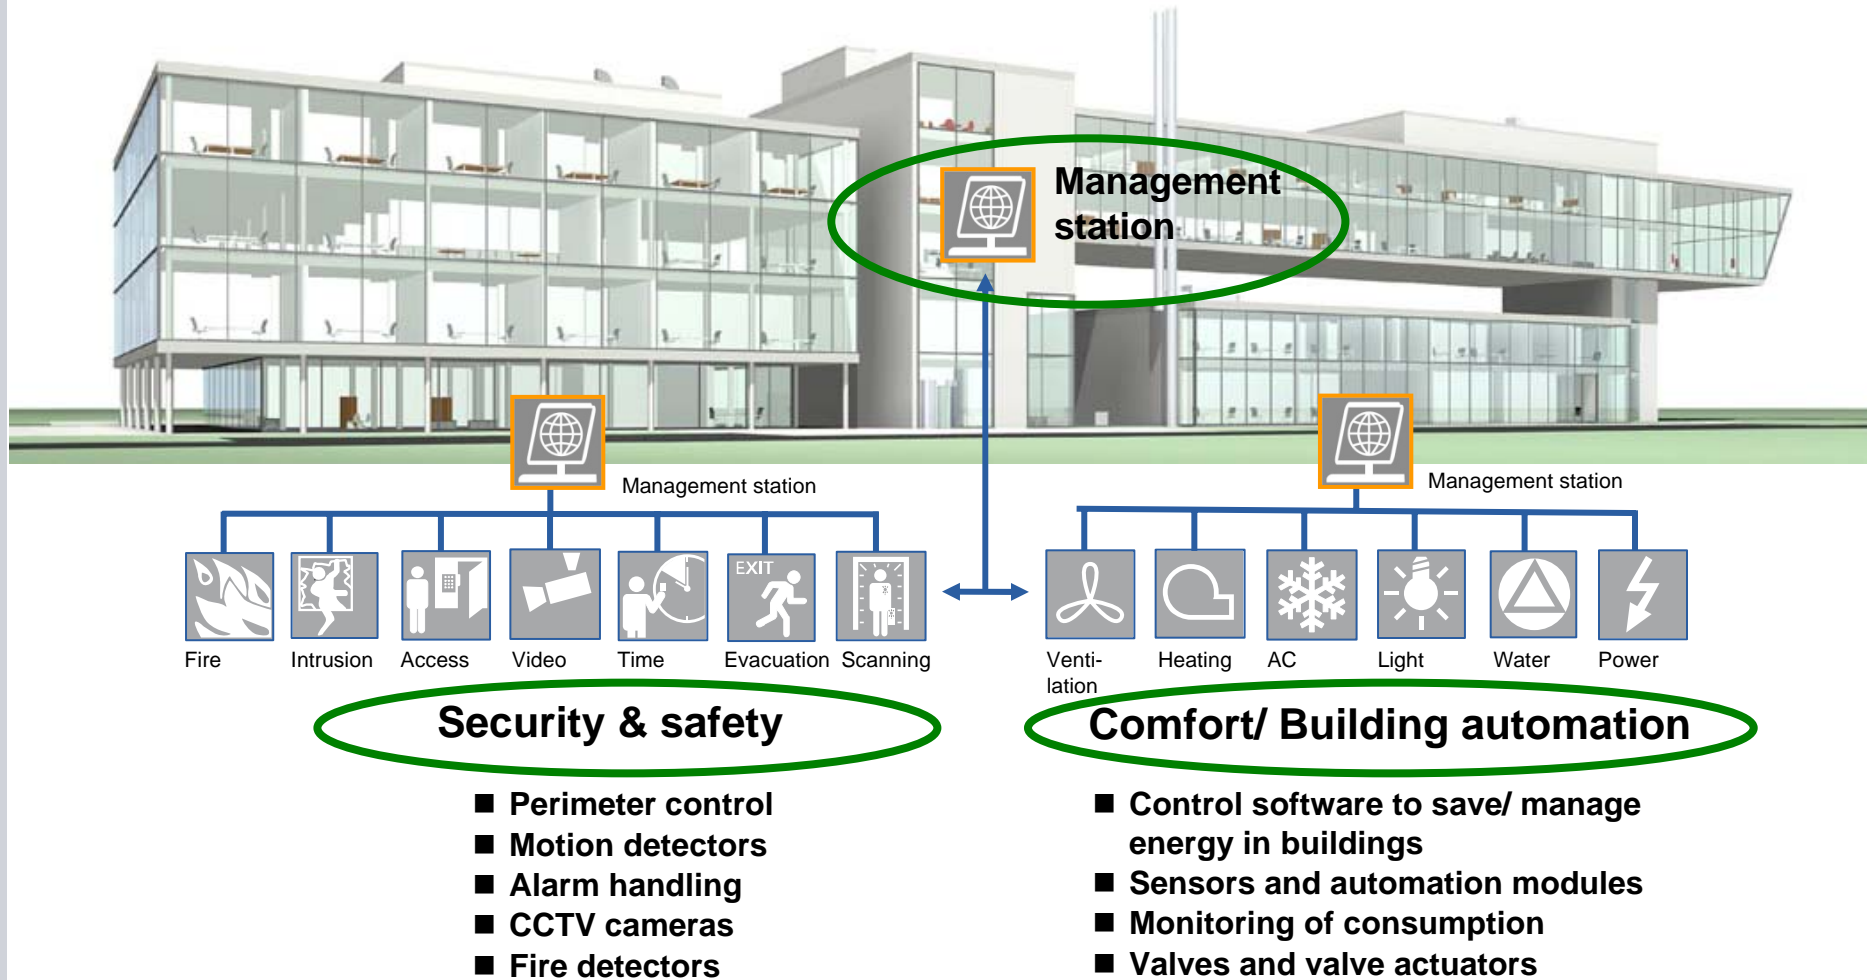 Management
station
Management station
Management station
EXIT
Fire
Intrusion
Access
Video
Time
Evacuation
Scanning
Venti-
lation
Heating
AC
Light
Water
Power
Security & safety
Comfort/ Building automation
■ Perimeter control
■ Motion detectors
■ Alarm handling
■ CCTV cameras
■ Fire detectors
■ Control software to save/ manage
energy in buildings
■ Sensors and automation modules
■ Monitoring of consumption
■ Valves and valve actuators